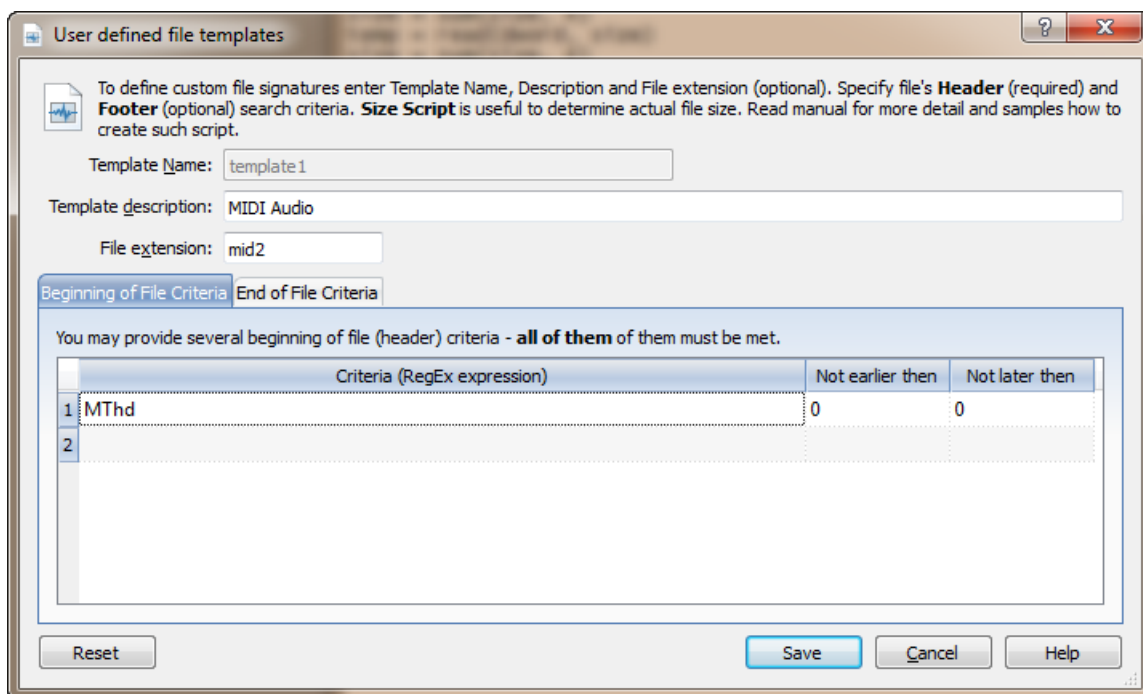 User defined file templates
To define custom file signatures enter Template Name, Description and File extension (optional). Specify file's Header (required) and
Footer (optional) search criteria. Size Script is useful to determine actual file size. Read manual for more detail and samples how to
create such script.
Template Name: template1
Template description: MIDI Audio
File extension: mid2
Beginning of File Criteria End of File Criteria
You may provide several beginning of file (header) criteria - all of them of them must be met.
Criteria (RegEx expression) Not earlier then Not later then
1 MThd 0 0
2
Reset Save Cancel Help